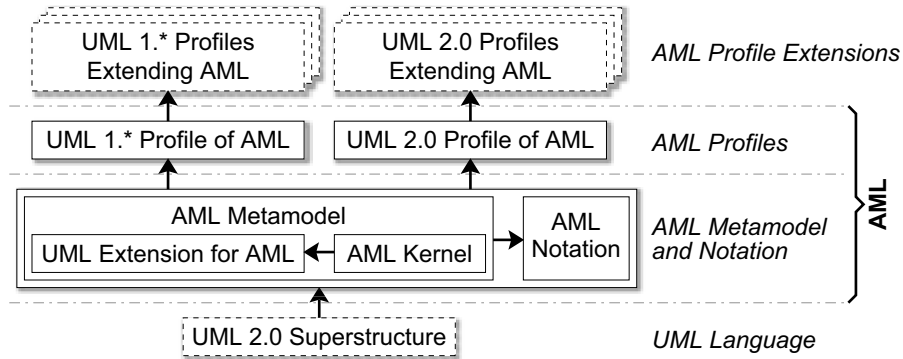 UML 1.* Profiles
Extending AML
UML 2.0 Profiles
Extending AML
AML Profile Extensions
UML 1.* Profile of AML
UML 2.0 Profile of AML
AML Profiles
AML Metamodel
UML Extension for AML
AML Kernel
AML
Notation
AML Metamodel
and Notation
AML
UML 2.0 Superstructure
UML Language